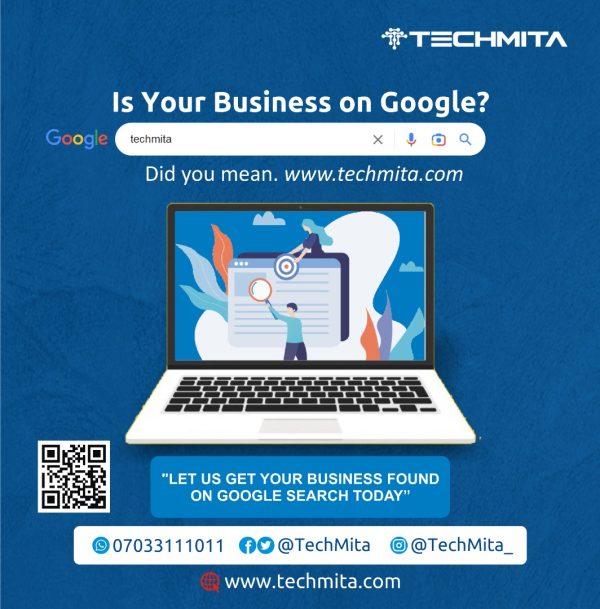 TECHMITA
Is Your Business on Google?
Google techmita
Did you mean. www.techmita.com
"LET US GET YOUR BUSINESS FOUND
ON GOOGLE SEARCH TODAY”
07033111011 @TechMita @TechMita_
www.techmita.com